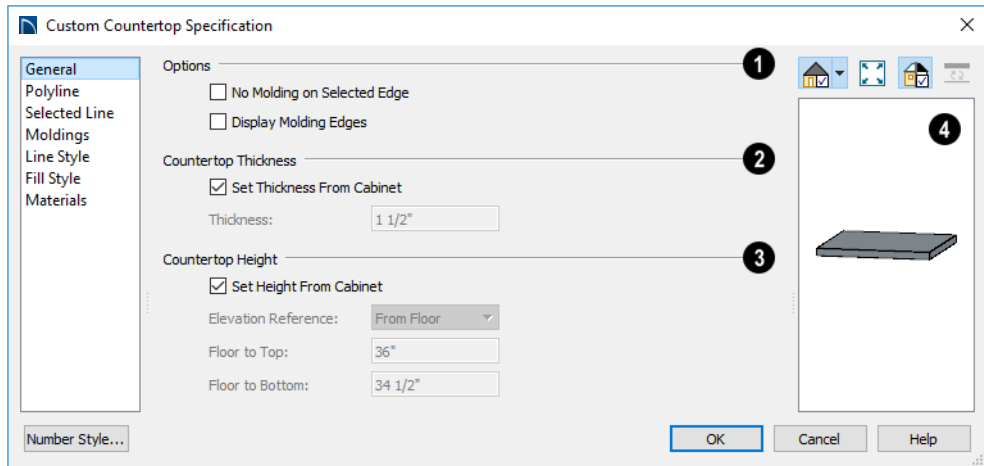 Custom Countertop Specification
General
Polyline
Selected Line
Moldings
Line Style
Fill Style
Materials
Options
1
No Molding on Selected Edge
Display Molding Edges
Countertop Thickness
2
Set Thickness From Cabinet
Thickness: 1 1/2"
Countertop Height
3
Set Height From Cabinet
Elevation Reference: From Floor
Floor to Top: 36"
Floor to Bottom: 34 1/2"
4
Number Style...
OK
Cancel
Help